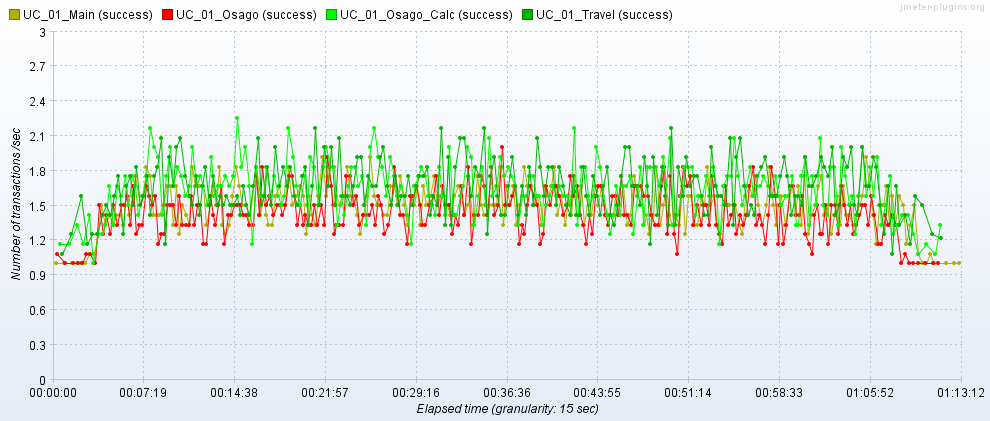 jmeter-plugins.org
UC_01_Main (success) UC_01_Osago (success) UC_01_Osago_Calc (success) UC_01_Travel (success)
3
2.7
2.4
2.1
1.8
1.5
1.2
0.9
0.6
0.3
0
Number of transactions/sec
00:00:00 00:07:19 00:14:38 00:21:57 00:29:16 00:36:36 00:43:55 00:51:14 00:58:33 01:05:52 01:13:12
Elapsed time (granularity: 15 sec)